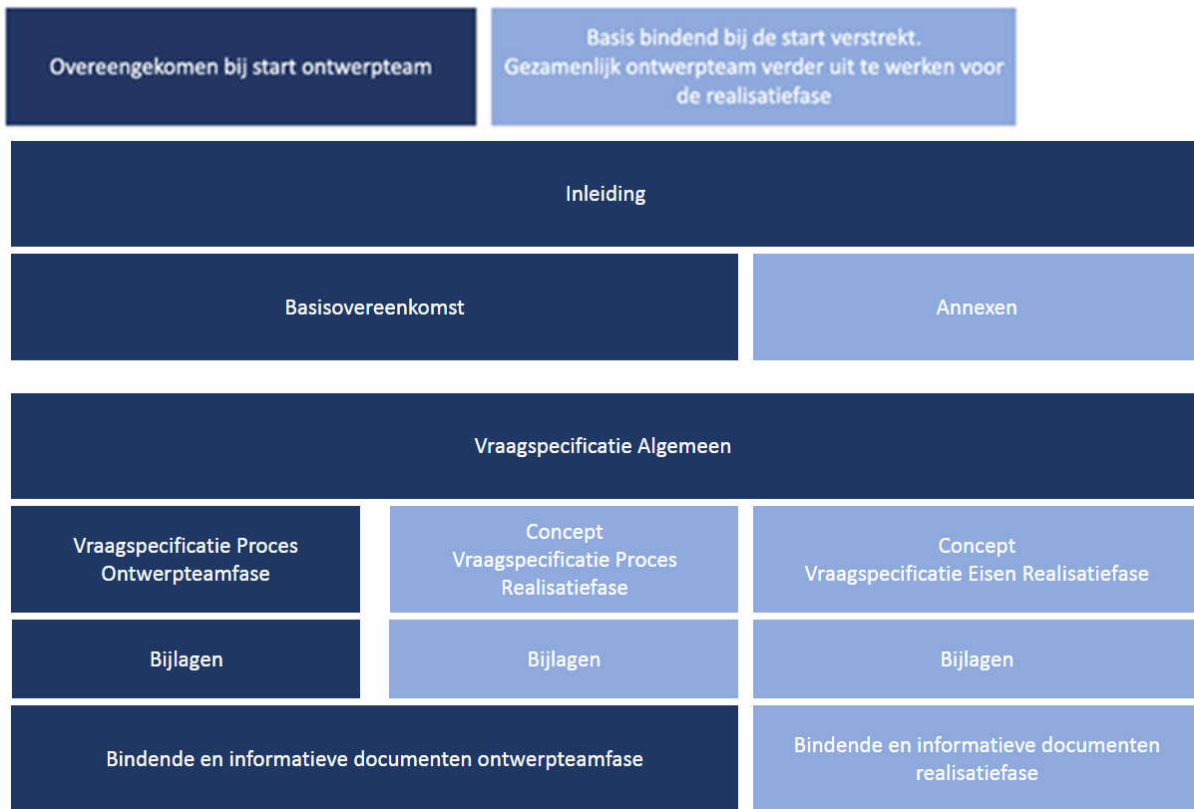 Overeengekomen bij start ontwerpteam
Basis bindend bij de start verstrekt.
Gezamenlijk ontwerpteam verder uit te werken voor
de realisatiefase
Inleiding
Basisovereenkomst
Annexen
Vraagspecificatie Algemeen
Vraagspecificatie Proces
Ontwerpteamfase
Concept
Vraagspecificatie Proces
Realisatiefase
Concept
Vraagspecificatie Eisen Realisatiefase
Bijlagen
Bijlagen
Bijlagen
Bindende en informatieve documenten ontwerpteamfase
Bindende en informatieve documenten
realisatiefase